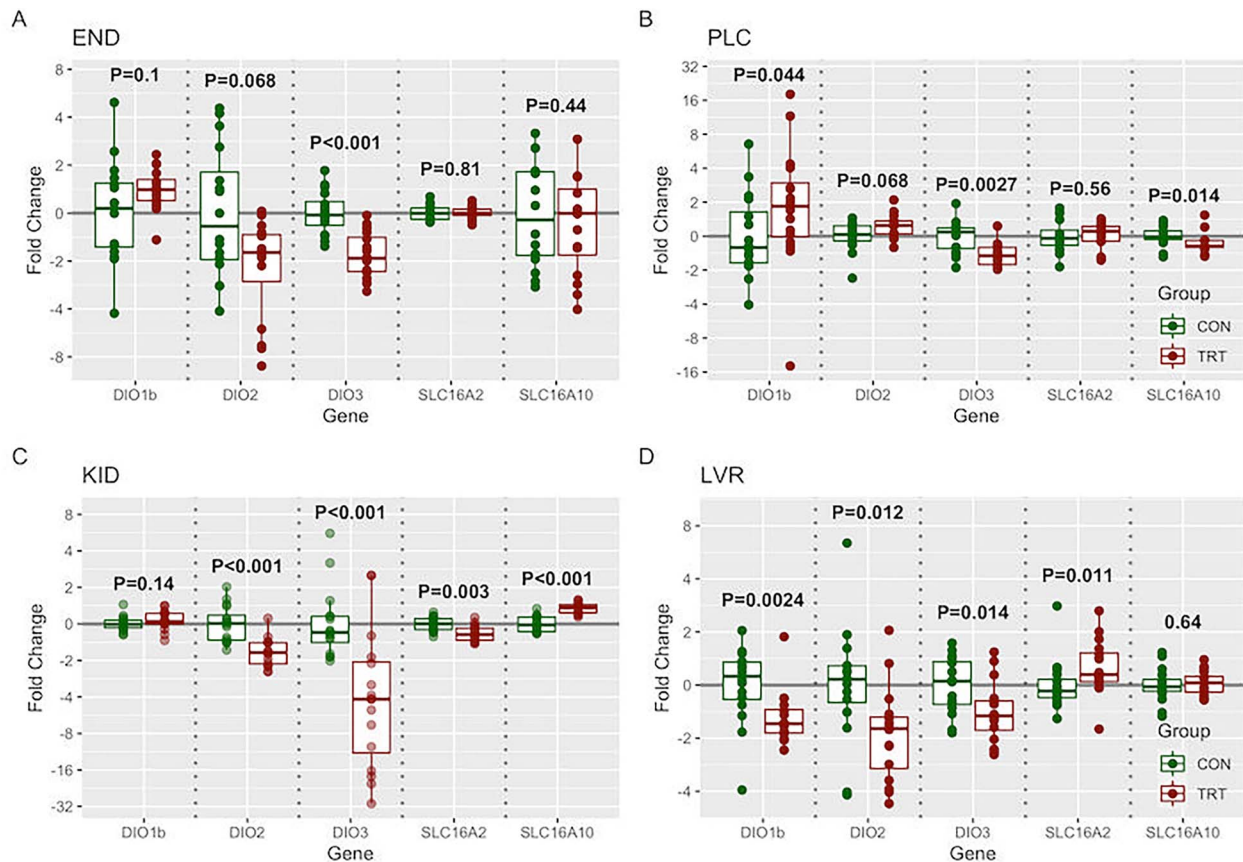 A
END
P=0.1
P=0.068
P<0.001
P=0.81
P=0.44
8
4
2
0
-2
-4
-8
Fold Change
DIO1b DIO2 DIO3 SLC16A2 SLC16A10
Gene
B
PLC
P=0.044
P=0.068
P=0.0027
P=0.56
P=0.014
32
16
8
4
2
0
-2
-4
-8
-16
Fold Change
Group
CON
TRT
DIO1b DIO2 DIO3 SLC16A2 SLC16A10
Gene
C
KID
P=0.14
P<0.001
P<0.001
P=0.003
P<0.001
8
4
2
0
-2
-4
-8
-16
-32
Fold Change
DIO1b DIO2 DIO3 SLC16A2 SLC16A10
Gene
D
LVR
P=0.0024
P=0.012
P=0.014
P=0.011
0.64
8
4
2
0
-2
-4
Fold Change
Group
CON
TRT
DIO1b DIO2 DIO3 SLC16A2 SLC16A10
Gene